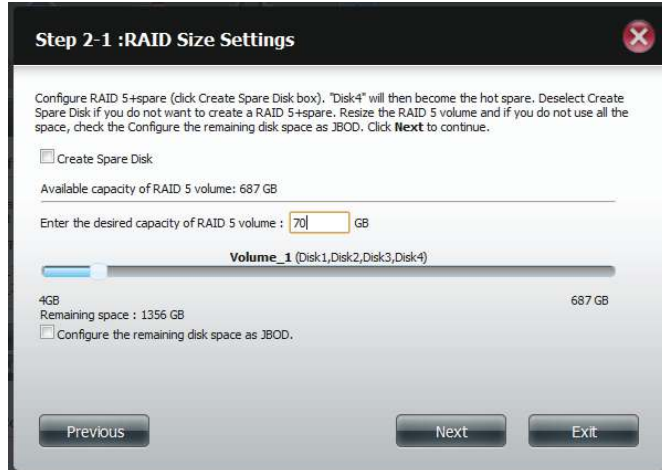 Step 2-1 :RAID Size Settings
Configure RAID 5+spare (click Create Spare Disk box). "Disk4" will then become the hot spare. Deselect Create
Spare Disk if you do not want to create a RAID 5+spare. Resize the RAID 5 volume and if you do not use all the
space, check the Configure the remaining disk space as JBOD. Click Next to continue.
Create Spare Disk
Available capacity of RAID 5 volume: 687 GB
Enter the desired capacity of RAID 5 volume : 70 GB
Volume_1 (Disk1,Disk2,Disk3,Disk4)
4GB 687 GB
Remaining space : 1356 GB
Configure the remaining disk space as JBOD.
Previous Next Exit